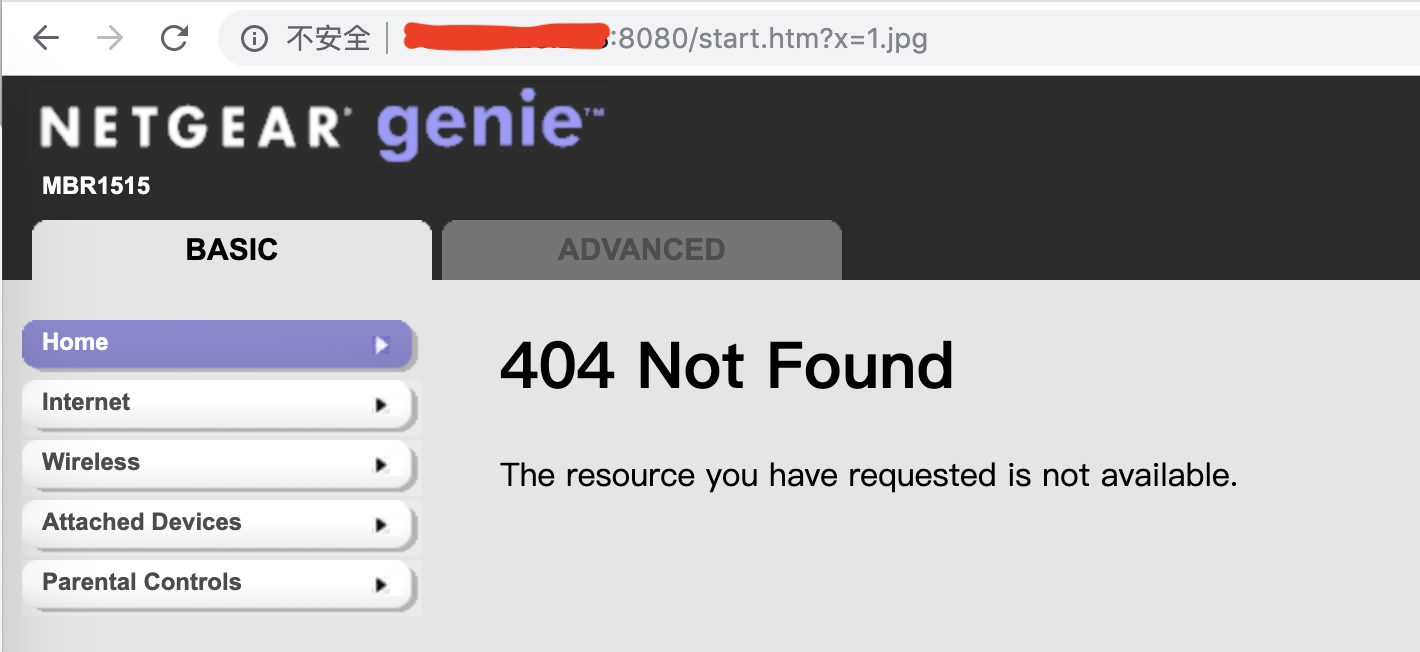 不安全 :8080/start.htm?x=1.jpg
NETGEAR® genie™
MBR1515
BASIC ADVANCED
Home
Internet
Wireless
Attached Devices
Parental Controls
404 Not Found
The resource you have requested is not available.